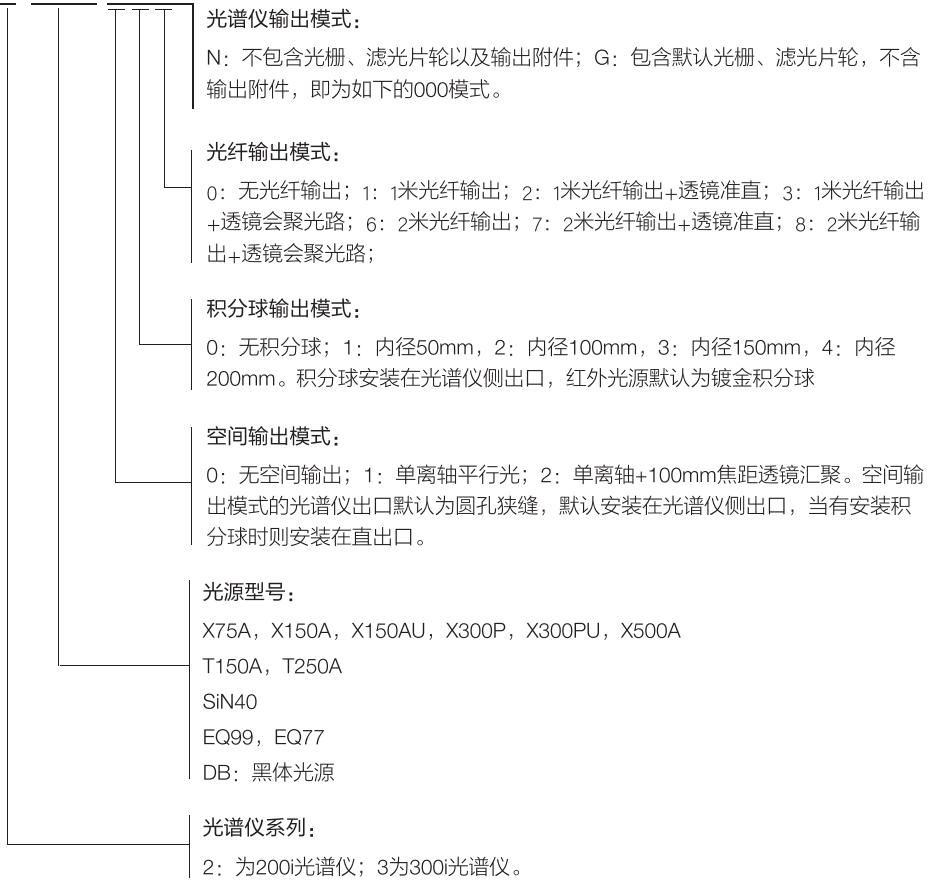 光谱仪输出模式：
N：不包含光栅、滤光片轮以及输出附件；G：包含默认光栅、滤光片轮，不含
输出附件，即为如下的000模式。
光纤输出模式：
0：无光纤输出；1：1米光纤输出；2：1米光纤输出+透镜准直；3：1米光纤输出
+透镜会聚光路；6：2米光纤输出；7：2米光纤输出+透镜准直；8：2米光纤输
出+透镜会聚光路；
积分球输出模式：
0：无积分球；1：内径50mm，2：内径100mm，3：内径150mm，4：内径
200mm。积分球安装在光谱仪侧出口，红外光源默认为镀金积分球
空间输出模式：
0：无空间输出；1：单离轴平行光；2：单离轴+100mm焦距透镜汇聚。空间输
出模式的光谱仪出口默认为圆孔狭缝，默认安装在光谱仪侧出口，当有安装积
分球时则安装在直出口。
光源型号：
X75A，X150A，X150AU，X300P，X300PU，X500A
T150A，T250A
SiN40
EQ99，EQ77
DB：黑体光源
光谱仪系列：
2：为200i光谱仪；3为300i光谱仪。